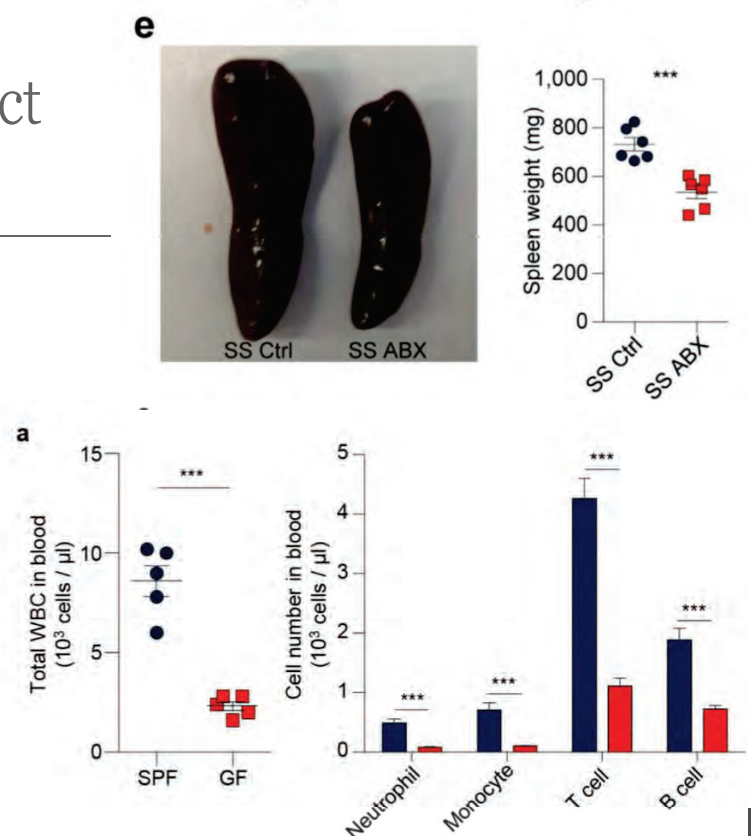 e
ct
SS Ctrl
SS ABX
***
Spleen weight (mg)
1,000
800
600
400
200
0
SS Ctrl
SS ABX
a
Total WBC in blood
(10³ cells / μl)
15
10
5
0
***
SPF
GF
Cell number in blood
(10³ cells / μl)
5
4
3
2
1
0
***
***
***
***
Neutrophil
Monocyte
T cell
B cell